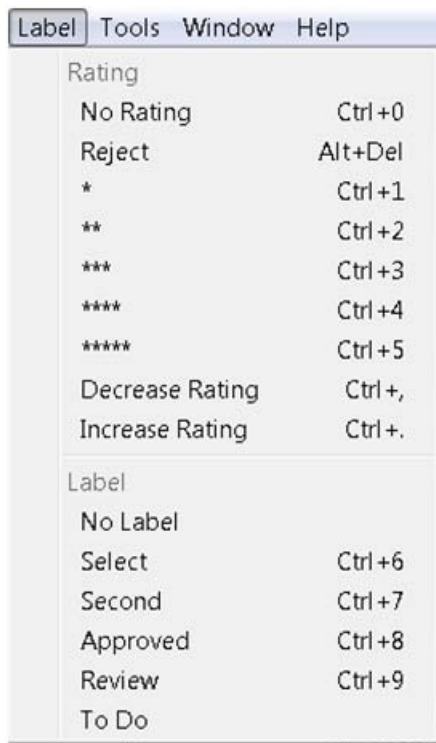 Label Tools Window Help
Rating
No Rating Ctrl+0
Reject Alt+Del
* Ctrl+1
** Ctrl+2
*** Ctrl+3
**** Ctrl+4
***** Ctrl+5
Decrease Rating Ctrl+,
Increase Rating Ctrl+.
Label
No Label
Select Ctrl+6
Second Ctrl+7
Approved Ctrl+8
Review Ctrl+9
To Do